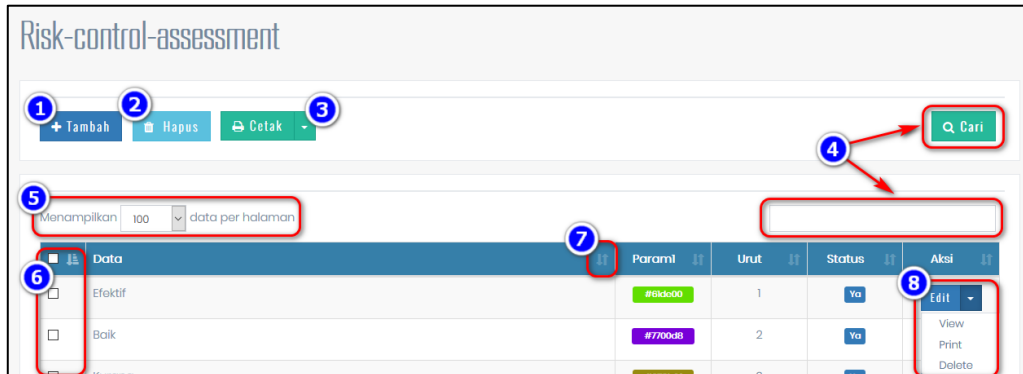 Risk-control-assessment
1 2 3
+ Tambah Hapus Cetak Cari
4
5
Menampilkan 100 data per halaman
7
Data Param1 Urut Status Aksi
6 8
Efektif #61dc00 1 Ya Edit
View
Baik #7700d8 2 Ya
Print
Delete